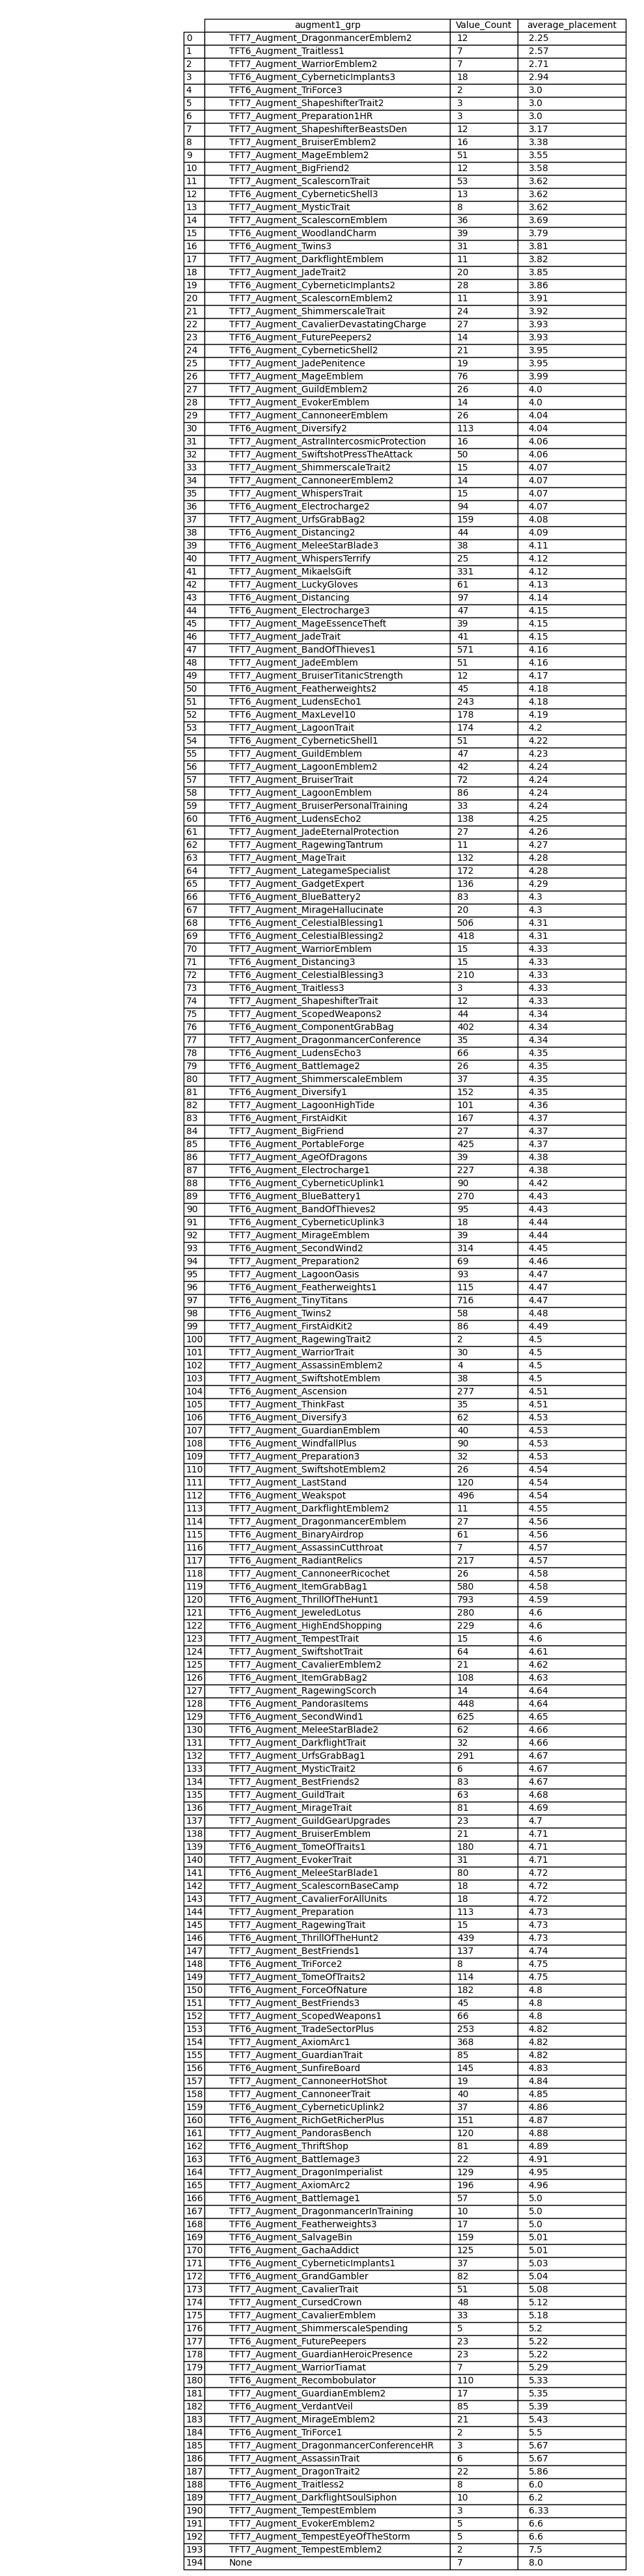 augment1_grp Value_Count average_placement
0 TFT7_Augment_DragonmancerEmblem2 12 2.25
1 TFT6_Augment_Traitless1 7 2.57
2 TFT7_Augment_WarriorEmblem2 7 2.71
3 TFT6_Augment_CyberneticImplants3 18 2.94
4 TFT6_Augment_TriForce3 2 3.0
5 TFT7_Augment_ShapeshifterTrait2 3 3.0
6 TFT7_Augment_Preparation1HR 3 3.0
7 TFT7_Augment_ShapeshifterBeastsDen 12 3.17
8 TFT7_Augment_BruiserEmblem2 16 3.38
9 TFT7_Augment_MageEmblem2 51 3.55
10 TFT7_Augment_BigFriend2 12 3.58
11 TFT7_Augment_ScalescornTrait 53 3.62
12 TFT6_Augment_CyberneticShell3 13 3.62
13 TFT7_Augment_MysticTrait 8 3.62
14 TFT7_Augment_ScalescornEmblem 36 3.69
15 TFT6_Augment_WoodlandCharm 39 3.79
16 TFT6_Augment_Twins3 31 3.81
17 TFT7_Augment_DarkflightEmblem 11 3.82
18 TFT7_Augment_JadeTrait2 20 3.85
19 TFT6_Augment_CyberneticImplants2 28 3.86
20 TFT7_Augment_ScalescornEmblem2 11 3.91
21 TFT7_Augment_ShimmerscaleTrait 24 3.92
22 TFT7_Augment_CavalierDevastatingCharge 27 3.93
23 TFT7_Augment_FuturePeepers2 14 3.93
24 TFT6_Augment_CyberneticShell2 21 3.95
25 TFT7_Augment_JadePenitence 19 3.95
26 TFT7_Augment_MageEmblem 76 3.99
27 TFT7_Augment_GuildEmblem2 26 4.0
28 TFT7_Augment_EvokerEmblem 14 4.0
29 TFT7_Augment_CannoneerEmblem 26 4.04
30 TFT6_Augment_Diversify2 113 4.04
31 TFT7_Augment_AstralIntercosmicProtection 16 4.06
32 TFT7_Augment_SwiftshotPressTheAttack 50 4.06
33 TFT7_Augment_ShimmerscaleTrait2 15 4.07
34 TFT7_Augment_CannoneerEmblem2 14 4.07
35 TFT7_Augment_WhispersTrait 15 4.07
36 TFT6_Augment_Electrocharge2 94 4.07
37 TFT7_Augment_UrfsGrabBag2 159 4.08
38 TFT6_Augment_Distancing2 44 4.09
39 TFT6_Augment_MeleeStarBlade3 38 4.11
40 TFT7_Augment_WhispersTerrify 25 4.12
41 TFT7_Augment_MikaelsGift 331 4.12
42 TFT7_Augment_LuckyGloves 61 4.13
43 TFT6_Augment_Distancing 97 4.14
44 TFT6_Augment_Electrocharge3 47 4.15
45 TFT7_Augment_MageEssenceTheft 39 4.15
46 TFT7_Augment_JadeTrait 41 4.15
47 TFT7_Augment_BandOfThieves1 571 4.16
48 TFT7_Augment_JadeEmblem 51 4.16
49 TFT7_Augment_BruiserTitanicStrength 12 4.17
50 TFT6_Augment_Featherweights2 45 4.18
51 TFT6_Augment_LudensEcho1 243 4.18
52 TFT6_Augment_MaxLevel10 178 4.19
53 TFT7_Augment_LagoonTrait 174 4.2
54 TFT6_Augment_CyberneticShell1 51 4.22
55 TFT7_Augment_GuildEmblem 47 4.23
56 TFT7_Augment_LagoonEmblem2 42 4.24
57 TFT7_Augment_BruiserTrait 72 4.24
58 TFT7_Augment_LagoonEmblem 86 4.24
59 TFT7_Augment_BruiserPersonalTraining 33 4.24
60 TFT6_Augment_LudensEcho2 138 4.25
61 TFT7_Augment_JadeEternalProtection 27 4.26
62 TFT7_Augment_RagewingTantrum 11 4.27
63 TFT7_Augment_MageTrait 132 4.28
64 TFT7_Augment_LategameSpecialist 172 4.28
65 TFT7_Augment_GadgetExpert 136 4.29
66 TFT6_Augment_BlueBattery2 83 4.3
67 TFT7_Augment_MirageHallucinate 20 4.3
68 TFT6_Augment_CelestialBlessing1 506 4.31
69 TFT6_Augment_CelestialBlessing2 418 4.31
70 TFT7_Augment_WarriorEmblem 15 4.33
71 TFT6_Augment_Distancing3 15 4.33
72 TFT6_Augment_CelestialBlessing3 210 4.33
73 TFT6_Augment_Traitless3 3 4.33
74 TFT7_Augment_ShapeshifterTrait 12 4.33
75 TFT7_Augment_ScopedWeapons2 44 4.34
76 TFT6_Augment_ComponentGrabBag 402 4.34
77 TFT7_Augment_DragonmancerConference 35 4.34
78 TFT6_Augment_LudensEcho3 66 4.35
79 TFT6_Augment_Battlemage2 26 4.35
80 TFT7_Augment_ShimmerscaleEmblem 37 4.35
81 TFT6_Augment_Diversify1 152 4.35
82 TFT7_Augment_LagoonHighTide 101 4.36
83 TFT6_Augment_FirstAidKit 167 4.37
84 TFT7_Augment_BigFriend 27 4.37
85 TFT6_Augment_PortableForge 425 4.37
86 TFT7_Augment_AgeOfDragons 39 4.38
87 TFT6_Augment_Electrocharge1 227 4.38
88 TFT6_Augment_CyberneticUplink1 90 4.42
89 TFT6_Augment_BlueBattery1 270 4.43
90 TFT6_Augment_BandOfThieves2 95 4.43
91 TFT6_Augment_CyberneticUplink3 18 4.44
92 TFT7_Augment_MirageEmblem 39 4.44
93 TFT6_Augment_SecondWind2 314 4.45
94 TFT7_Augment_Preparation2 69 4.46
95 TFT7_Augment_LagoonOasis 93 4.47
96 TFT6_Augment_Featherweights1 115 4.47
97 TFT6_Augment_TinyTitans 716 4.47
98 TFT6_Augment_Twins2 58 4.48
99 TFT7_Augment_FirstAidKit2 86 4.49
100 TFT7_Augment_RagewingTrait2 2 4.5
101 TFT7_Augment_WarriorTrait 30 4.5
102 TFT7_Augment_AssassinEmblem2 4 4.5
103 TFT7_Augment_SwiftshotEmblem 38 4.5
104 TFT6_Augment_Ascension 277 4.51
105 TFT7_Augment_ThinkFast 35 4.51
106 TFT6_Augment_Diversify3 62 4.53
107 TFT7_Augment_GuardianEmblem 40 4.53
108 TFT6_Augment_WindfallPlus 90 4.53
109 TFT7_Augment_Preparation3 32 4.53
110 TFT7_Augment_SwiftshotEmblem2 26 4.54
111 TFT7_Augment_LastStand 120 4.54
112 TFT6_Augment_Weakspot 496 4.54
113 TFT7_Augment_DarkflightEmblem2 11 4.55
114 TFT7_Augment_DragonmancerEmblem 27 4.56
115 TFT6_Augment_BinaryAirdrop 61 4.56
116 TFT7_Augment_AssassinCutthroat 7 4.57
117 TFT6_Augment_RadiantRelics 217 4.57
118 TFT7_Augment_CannoneerRicochet 26 4.58
119 TFT6_Augment_ItemGrabBag1 580 4.58
120 TFT6_Augment_ThrillOfTheHunt1 793 4.59
121 TFT6_Augment_JeweledLotus 280 4.6
122 TFT6_Augment_HighEndShopping 229 4.6
123 TFT7_Augment_TempestTrait 15 4.6
124 TFT7_Augment_SwiftshotTrait 64 4.61
125 TFT7_Augment_CavalierEmblem2 21 4.62
126 TFT6_Augment_ItemGrabBag2 108 4.63
127 TFT7_Augment_RagewingScorch 14 4.64
128 TFT6_Augment_PandorasItems 448 4.64
129 TFT6_Augment_SecondWind1 625 4.65
130 TFT6_Augment_MeleeStarBlade2 62 4.66
131 TFT7_Augment_DarkflightTrait 32 4.66
132 TFT7_Augment_UrfsGrabBag1 291 4.67
133 TFT7_Augment_MysticTrait2 6 4.67
134 TFT7_Augment_BestFriends2 83 4.67
135 TFT7_Augment_GuildTrait 63 4.68
136 TFT7_Augment_MirageTrait 81 4.69
137 TFT7_Augment_GuildGearUpgrades 23 4.7
138 TFT7_Augment_BruiserEmblem 21 4.71
139 TFT6_Augment_TomeOfTraits1 180 4.71
140 TFT7_Augment_EvokerTrait 31 4.71
141 TFT6_Augment_MeleeStarBlade1 80 4.72
142 TFT7_Augment_ScalescornBaseCamp 18 4.72
143 TFT7_Augment_CavalierForAllUnits 18 4.72
144 TFT7_Augment_Preparation 113 4.73
145 TFT7_Augment_RagewingTrait 15 4.73
146 TFT6_Augment_ThrillOfTheHunt2 439 4.73
147 TFT7_Augment_BestFriends1 137 4.74
148 TFT6_Augment_TriForce2 8 4.75
149 TFT7_Augment_TomeOfTraits2 114 4.75
150 TFT6_Augment_ForceOfNature 182 4.8
151 TFT7_Augment_BestFriends3 45 4.8
152 TFT7_Augment_ScopedWeapons1 66 4.8
153 TFT6_Augment_TradeSectorPlus 253 4.82
154 TFT7_Augment_AxiomArc1 368 4.82
155 TFT7_Augment_GuardianTrait 85 4.82
156 TFT6_Augment_SunfireBoard 145 4.83
157 TFT7_Augment_CannoneerHotShot 19 4.84
158 TFT7_Augment_CannoneerTrait 40 4.85
159 TFT6_Augment_CyberneticUplink2 37 4.86
160 TFT6_Augment_RichGetRicherPlus 151 4.87
161 TFT7_Augment_PandorasBench 120 4.88
162 TFT6_Augment_ThriftShop 81 4.89
163 TFT6_Augment_Battlemage3 22 4.91
164 TFT7_Augment_DragonImperialist 129 4.95
165 TFT7_Augment_AxiomArc2 196 4.96
166 TFT6_Augment_Battlemage1 57 5.0
167 TFT7_Augment_DragonmancerInTraining 10 5.0
168 TFT6_Augment_Featherweights3 17 5.0
169 TFT6_Augment_SalvageBin 159 5.01
170 TFT7_Augment_GachaAddict 125 5.01
171 TFT6_Augment_CyberneticImplants1 37 5.03
172 TFT6_Augment_GrandGambler 82 5.04
173 TFT7_Augment_CavalierTrait 51 5.08
174 TFT7_Augment_CursedCrown 48 5.12
175 TFT7_Augment_CavalierEmblem 33 5.18
176 TFT7_Augment_ShimmerscaleSpending 5 5.2
177 TFT6_Augment_FuturePeepers 23 5.22
178 TFT7_Augment_GuardianHeroicPresence 23 5.22
179 TFT7_Augment_WarriorTiamat 7 5.29
180 TFT6_Augment_Recombobulator 110 5.33
181 TFT7_Augment_GuardianEmblem2 17 5.35
182 TFT6_Augment_VerdantVeil 85 5.39
183 TFT7_Augment_MirageEmblem2 21 5.43
184 TFT6_Augment_TriForce1 2 5.5
185 TFT7_Augment_DragonmancerConferenceHR 3 5.67
186 TFT7_Augment_AssassinTrait 6 5.67
187 TFT7_Augment_DragonTrait2 22 5.86
188 TFT6_Augment_Traitless2 8 6.0
189 TFT7_Augment_DarkflightSoulSiphon 10 6.2
190 TFT7_Augment_TempestEmblem 3 6.33
191 TFT7_Augment_EvokerEmblem2 5 6.6
192 TFT7_Augment_TempestEyeOfTheStorm 5 6.6
193 TFT7_Augment_TempestEmblem2 2 7.5
194 None 7 8.0